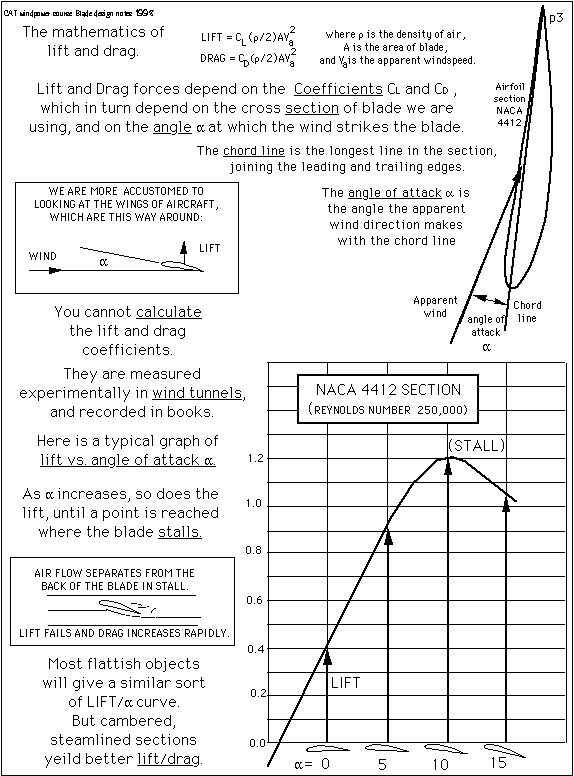 CAT windpower course Blade design notes 1998
p3
The mathematics of
lift and drag.
LIFT = CL (ρ/2)AVa²
DRAG = CD(ρ/2)AVa²
where ρ is the density of air,
A is the area of blade,
and Va is the apparent windspeed.
Airfoil
section
NACA
4412
Lift and Drag forces depend on the Coefficients CL and CD ,
which in turn depend on the cross section of blade we are
using, and on the angle α at which the wind strikes the blade.
The chord line is the longest line in the section,
joining the leading and trailing edges.
The angle of attack α is
the angle the apparent
wind direction makes
with the chord line
WE ARE MORE ACCUSTOMED TO
LOOKING AT THE WINGS OF AIRCRAFT,
WHICH ARE THIS WAY AROUND:
LIFT
WIND
α
Apparent
wind
Chord
line
angle of
attack
α
You cannot calculate
the lift and drag
coefficients.
They are measured
experimentally in wind tunnels,
and recorded in books.
Here is a typical graph of
lift vs. angle of attack α.
As α increases, so does the
lift, until a point is reached
where the blade stalls.
AIR FLOW SEPARATES FROM THE
BACK OF THE BLADE IN STALL.
LIFT FAILS AND DRAG INCREASES RAPIDLY.
Most flattish objects
will give a similar sort
of LIFT/α curve.
But cambered,
steamlined sections
yeild better lift/drag.
NACA 4412 SECTION
(REYNOLDS NUMBER 250,000)
(STALL)
1.2
1.0
0.8
0.6
0.4
0.2
0.0
LIFT
α = 0 5 10 15